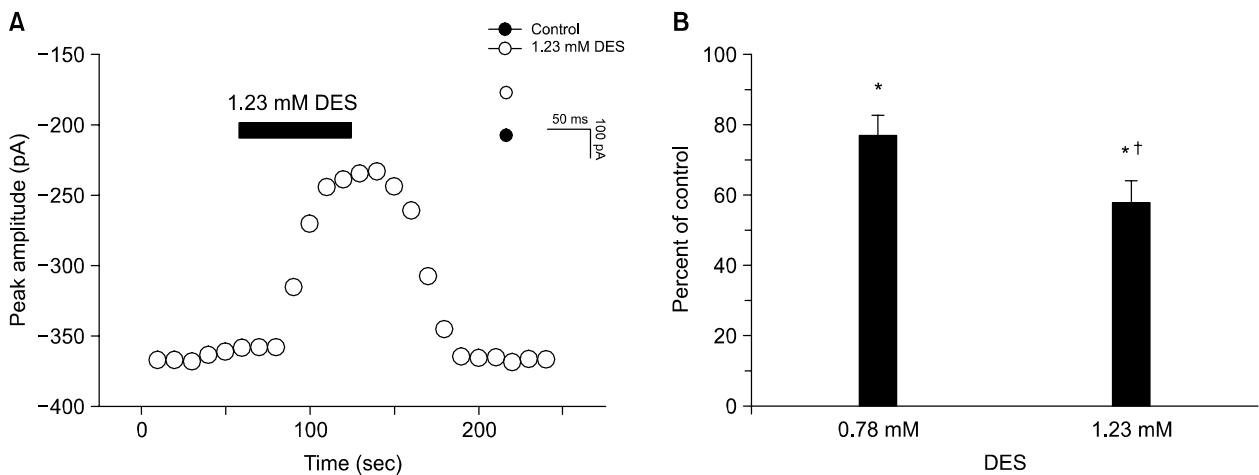 A
Control
1.23 mM DES
1.23 mM DES
50 ms
100 pA
Peak amplitude (pA)
−150
−200
−250
−300
−350
−400
0
100
200
Time (sec)
B
Percent of control
100
80
60
40
20
0
*
*†
0.78 mM
1.23 mM
DES